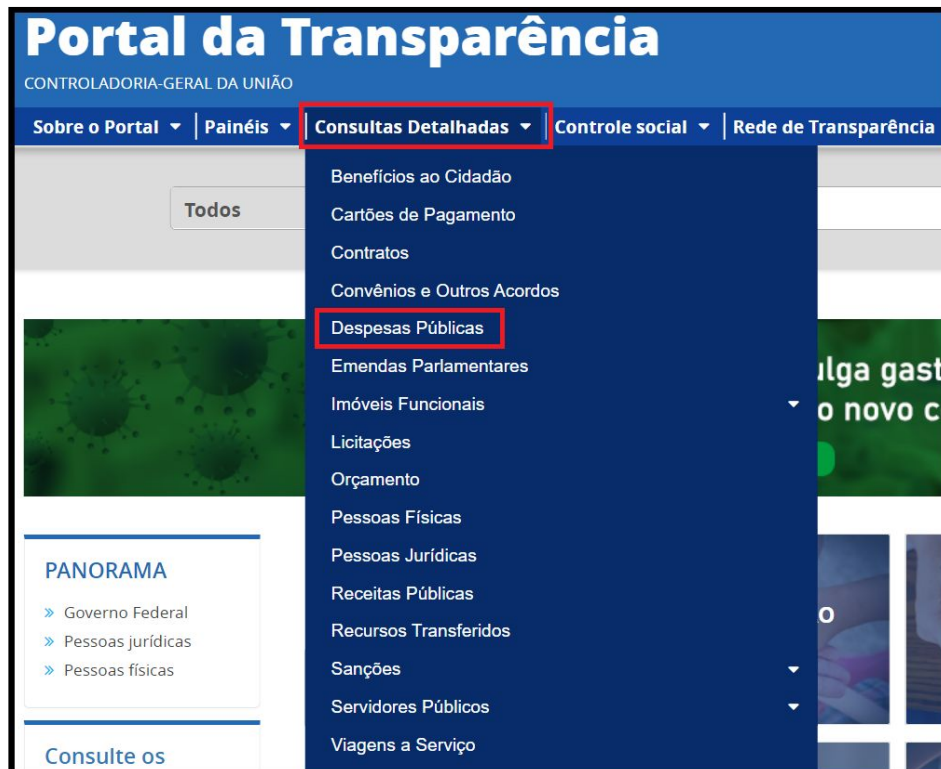 Portal da Transparência
CONTROLADORIA-GERAL DA UNIÃO
Sobre o Portal
Painéis
Consultas Detalhadas
Controle social
Rede de Transparência
Todos
Benefícios ao Cidadão
Cartões de Pagamento
Contratos
Convênios e Outros Acordos
Despesas Públicas
Emendas Parlamentares
Imóveis Funcionais
Licitações
Orçamento
Pessoas Físicas
Pessoas Jurídicas
Receitas Públicas
Recursos Transferidos
Sanções
Servidores Públicos
Viagens a Serviço
o novo c
PANORAMA
» Governo Federal
» Pessoas jurídicas
» Pessoas físicas
Consulte os